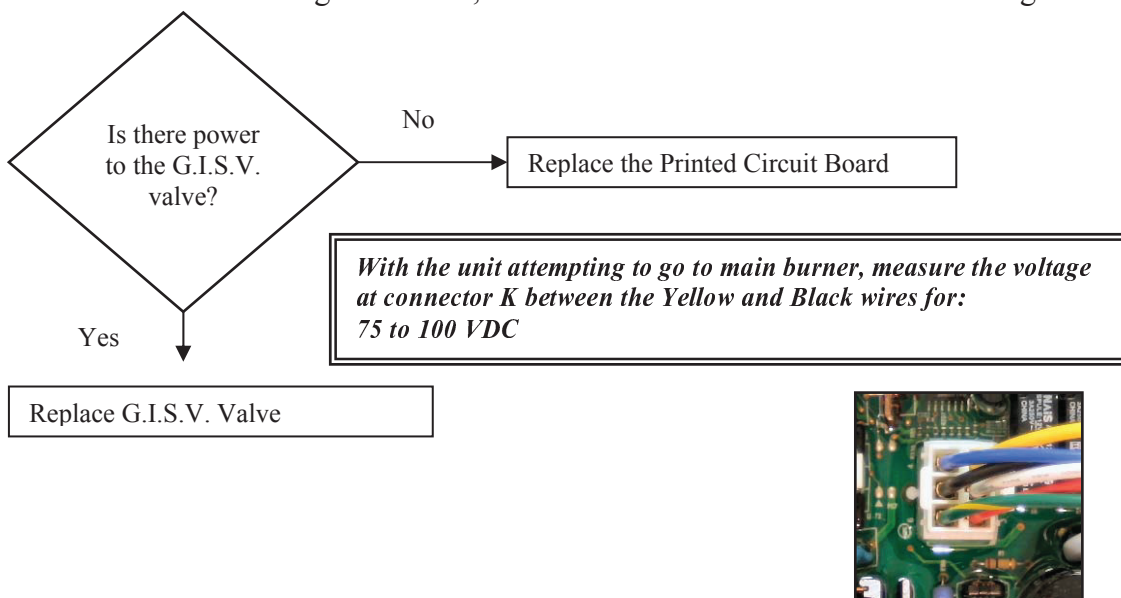 Is there power
to the G.I.S.V.
valve?
No
Replace the Printed Circuit Board
With the unit attempting to go to main burner, measure the voltage
at connector K between the Yellow and Black wires for:
75 to 100 VDC
Yes
Replace G.I.S.V. Valve
NAIS